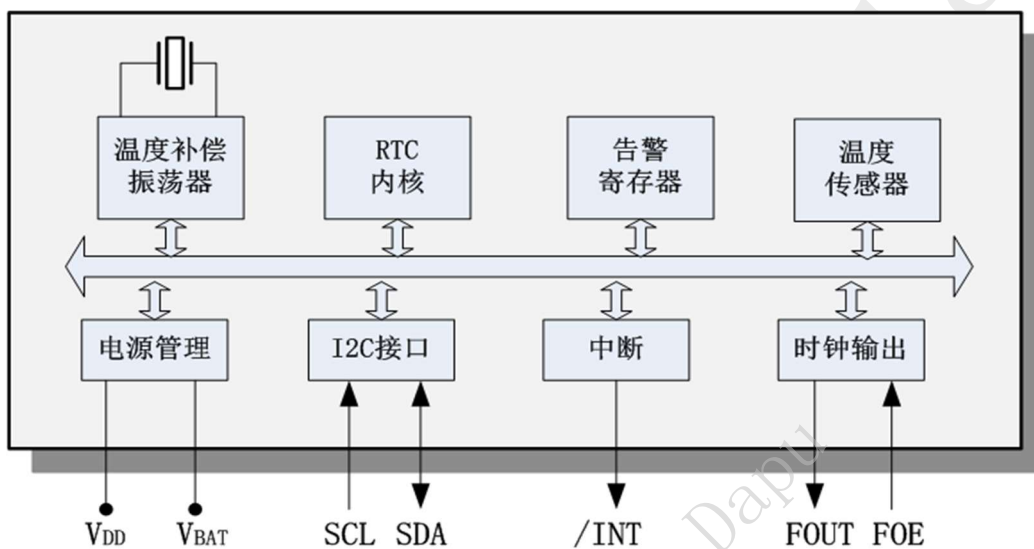 温度补偿
振荡器
RTC
内核
告警
寄存器
温度
传感器
电源管理
I2C接口
中断
时钟输出
VDD
VBAT
SCL
SDA
/INT
FOUT
FOE
Dapu